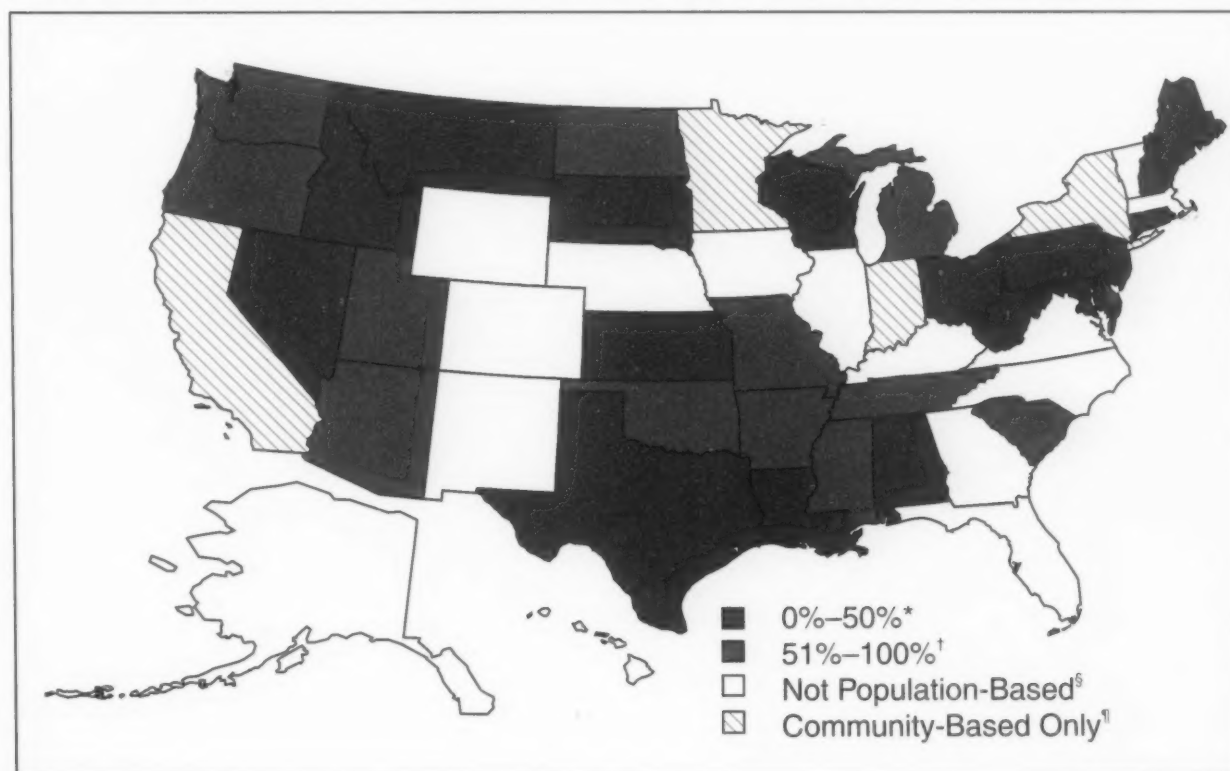 0%–50%*
51%–100%†
Not Population-Based§
Community-Based Only¶